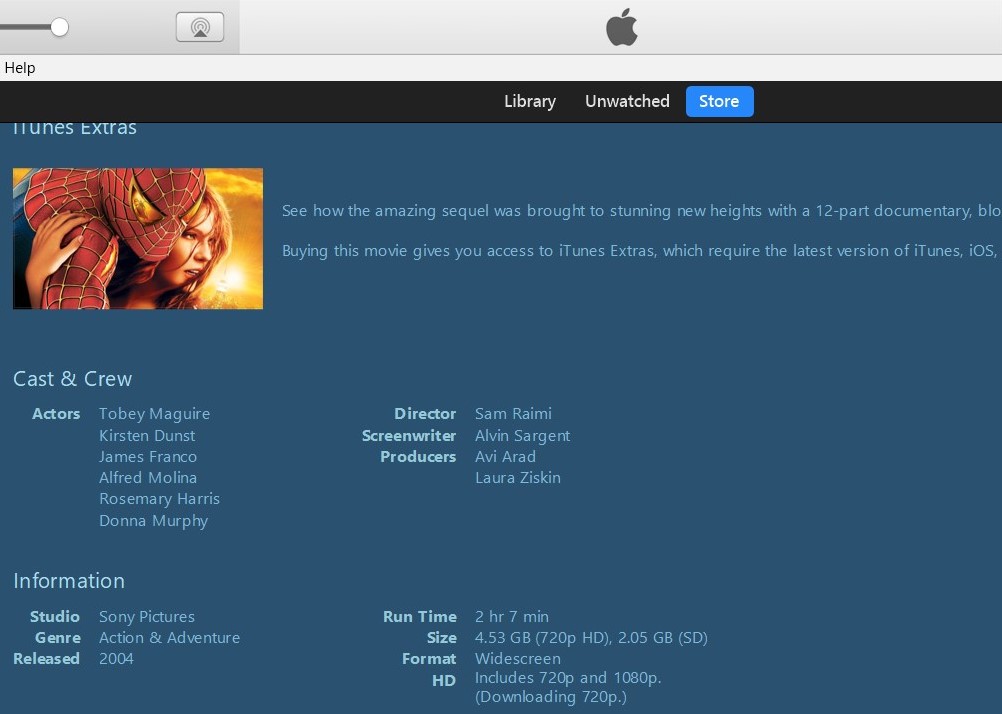 Help
Library Unwatched Store
iTunes Extras
See how the amazing sequel was brought to stunning new heights with a 12-part documentary, blo
Buying this movie gives you access to iTunes Extras, which require the latest version of iTunes, iOS,
Cast & Crew
Actors Tobey Maguire
Kirsten Dunst
James Franco
Alfred Molina
Rosemary Harris
Donna Murphy
Director Sam Raimi
Screenwriter Alvin Sargent
Producers Avi Arad
Laura Ziskin
Information
Studio Sony Pictures
Genre Action & Adventure
Released 2004
Run Time 2 hr 7 min
Size 4.53 GB (720p HD), 2.05 GB (SD)
Format Widescreen
HD Includes 720p and 1080p.
(Downloading 720p.)